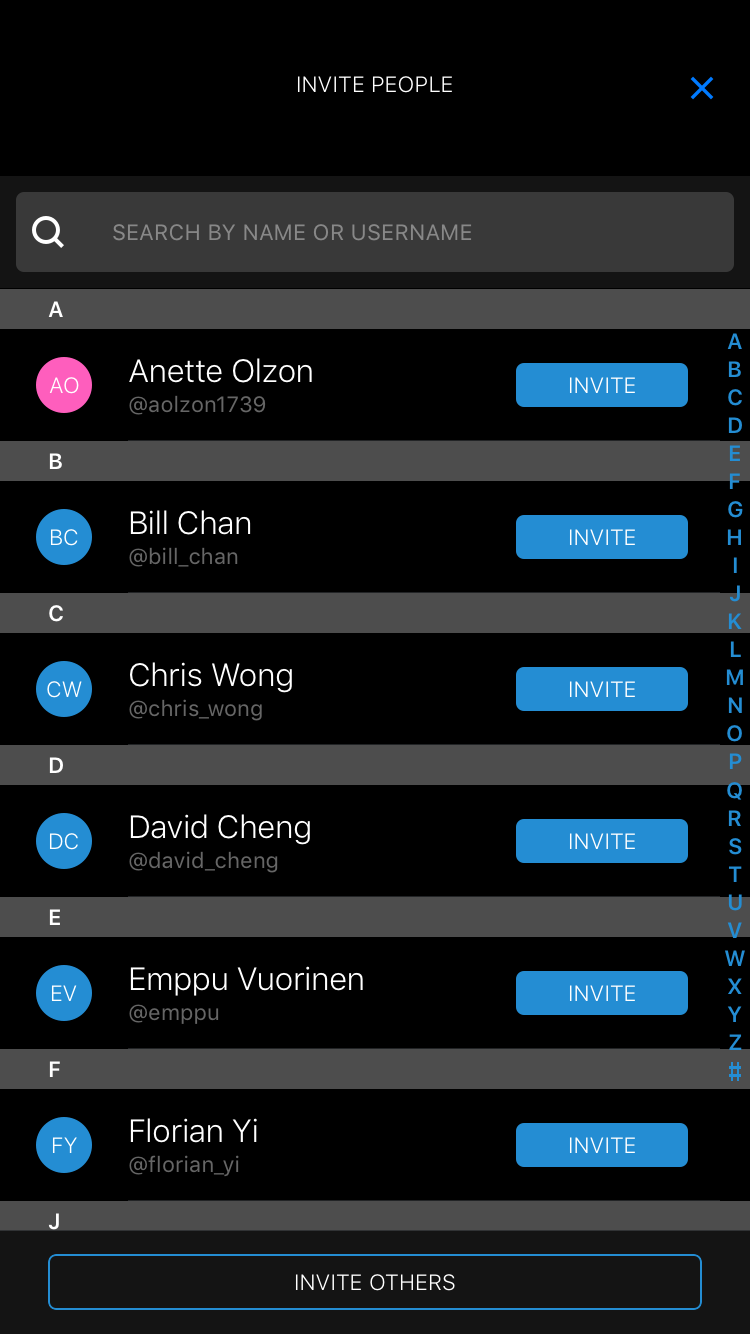 INVITE PEOPLE
SEARCH BY NAME OR USERNAME
A
AO
Anette Olzon
@aolzon1739
INVITE
B
BC
Bill Chan
@bill_chan
INVITE
C
CW
Chris Wong
@chris_wong
INVITE
D
DC
David Cheng
@david_cheng
INVITE
E
EV
Emppu Vuorinen
@emppu
INVITE
F
FY
Florian Yi
@florian_yi
INVITE
J
A
B
C
D
E
F
G
H
I
J
K
L
M
N
O
P
Q
R
S
T
U
V
W
X
Y
Z
#
INVITE OTHERS